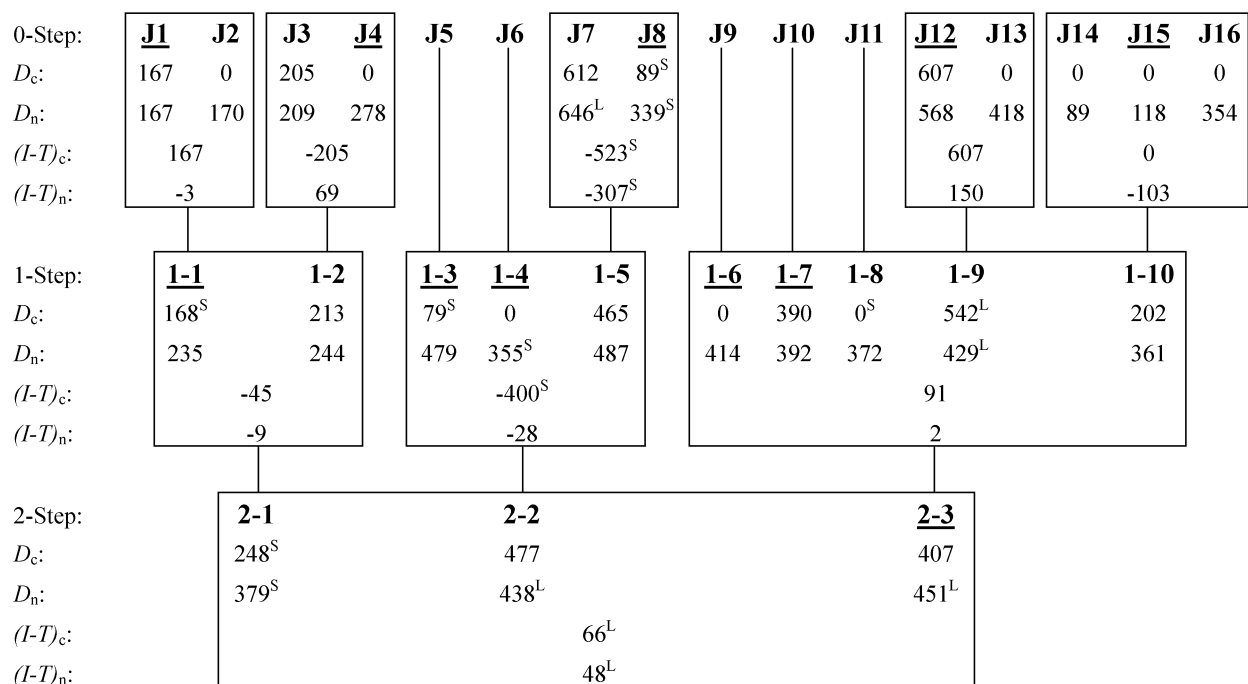 0-Step: J1 J2 J3 J4 J5 J6 J7 J8 J9 J10 J11 J12 J13 J14 J15 J16
Dc: 167 0 205 0 612 89S 607 0 0 0 0
Dn: 167 170 209 278 646L 339S 568 418 89 118 354
(I-T)c: 167 -205 -523S 607 0
(I-T)n: -3 69 -307S 150 -103
1-Step: 1-1 1-2 1-3 1-4 1-5 1-6 1-7 1-8 1-9 1-10
Dc: 168S 213 79S 0 465 0 390 0S 542L 202
Dn: 235 244 479 355S 487 414 392 372 429L 361
(I-T)c: -45 -400S 91
(I-T)n: -9 -28 2
2-Step: 2-1 2-2 2-3
Dc: 248S 477 407
Dn: 379S 438L 451L
(I-T)c: 66L
(I-T)n: 48L